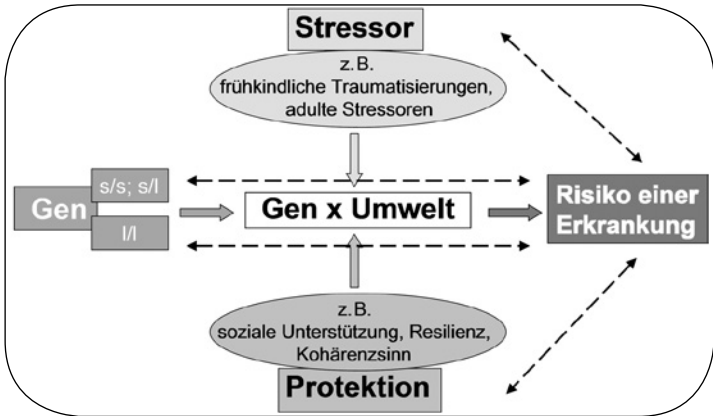 Stressor
z.B.
frühkindliche Traumatisierungen,
adulte Stressoren
s/s; s/l
Gen
l/l
Gen x Umwelt
Risiko einer
Erkrankung
z.B.
soziale Unterstützung, Resilienz,
Kohärenzsinn
Protektion